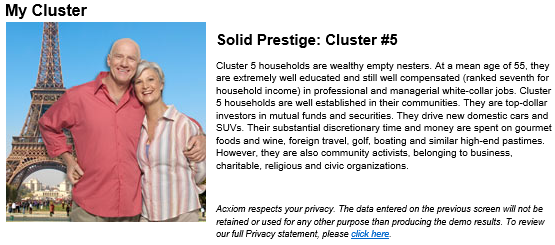 My Cluster
Solid Prestige: Cluster #5
Cluster 5 households are wealthy empty nesters. At a mean age of 55, they
are extremely well educated and still well compensated (ranked seventh for
household income) in professional and managerial white-collar jobs. Cluster
5 households are well established in their communities. They are top-dollar
investors in mutual funds and securities. They drive new domestic cars and
SUVs. Their substantial discretionary time and money are spent on gourmet
foods and wine, foreign travel, golf, boating and similar high-end pastimes.
However, they are also community activists, belonging to business,
charitable, religious and civic organizations.
Acxiom respects your privacy. The data entered on the previous screen will not be
retained or used for any other purpose than producing the demo results. To review
our full Privacy statement, please click here.